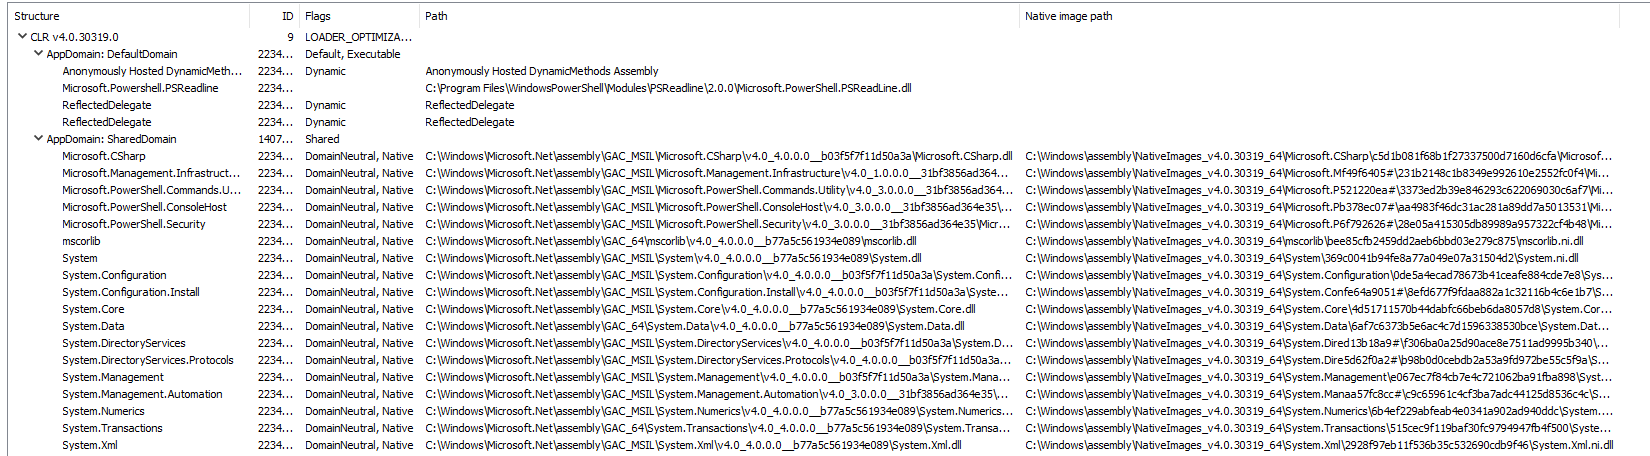 Structure ID Flags Path Native image path
CLR v4.0.30319.0 9 LOADER_OPTIMIZA...
AppDomain: DefaultDomain 2234... Default, Executable
Anonymously Hosted DynamicMeth... 2234... Dynamic Anonymously Hosted DynamicMethods Assembly
Microsoft.Powershell.PSReadline 2234... C:\Program Files\WindowsPowerShell\Modules\PSReadline\2.0.0\Microsoft.PowerShell.PSReadLine.dll
ReflectedDelegate 2234... Dynamic ReflectedDelegate
ReflectedDelegate 2234... Dynamic ReflectedDelegate
AppDomain: SharedDomain 1407... Shared
Microsoft.CSharp 2234... DomainNeutral, Native C:\Windows\Microsoft.Net\assembly\GAC_MSIL\Microsoft.CSharp\v4.0_4.0.0.0__b03f5f7f11d50a3a\Microsoft.CSharp.dll C:\Windows\assembly\NativeImages_v4.0.30319_64\Microsoft.CSharp\c5d1b081f68b1f27337500d7160d6cfa\Microsof...
Microsoft.Management.Infrastruct... 2234... DomainNeutral, Native C:\Windows\Microsoft.Net\assembly\GAC_MSIL\Microsoft.Management.Infrastructure\v4.0_1.0.0.0__31bf3856ad364... C:\Windows\assembly\NativeImages_v4.0.30319_64\Microsoft.Mf49f6405#\231b2148c1b8349e992610e2552fc0f4\Mi...
Microsoft.PowerShell.Commands.U... 2234... DomainNeutral, Native C:\Windows\Microsoft.Net\assembly\GAC_MSIL\Microsoft.PowerShell.Commands.Utility\v4.0_3.0.0.0__31bf3856ad364... C:\Windows\assembly\NativeImages_v4.0.30319_64\Microsoft.P521220ea#\3373ed2b39e846293c622069030c6af7\Mi...
Microsoft.PowerShell.ConsoleHost 2234... DomainNeutral, Native C:\Windows\Microsoft.Net\assembly\GAC_MSIL\Microsoft.PowerShell.ConsoleHost\v4.0_3.0.0.0__31bf3856ad364e35\... C:\Windows\assembly\NativeImages_v4.0.30319_64\Microsoft.Pb378ec07#\aa4983f46dc31ac281a89dd7a5013531\Mi...
Microsoft.PowerShell.Security 2234... DomainNeutral, Native C:\Windows\Microsoft.Net\assembly\GAC_MSIL\Microsoft.PowerShell.Security\v4.0_3.0.0.0__31bf3856ad364e35\Micr... C:\Windows\assembly\NativeImages_v4.0.30319_64\Microsoft.P6f792626#\28e05a415305db89989a957322cf4b48\Mi...
mscorlib 2234... DomainNeutral, Native C:\Windows\Microsoft.Net\assembly\GAC_64\mscorlib\v4.0_4.0.0.0__b77a5c561934e089\mscorlib.dll C:\Windows\assembly\NativeImages_v4.0.30319_64\mscorlib\bee85cfb2459dd2aeb6bbd03e279c875\mscorlib.ni.dll
System 2234... DomainNeutral, Native C:\Windows\Microsoft.Net\assembly\GAC_MSIL\System\v4.0_4.0.0.0__b77a5c561934e089\System.dll C:\Windows\assembly\NativeImages_v4.0.30319_64\System\369c0041b94fe8a77a049e07a31504d2\System.ni.dll
System.Configuration 2234... DomainNeutral, Native C:\Windows\Microsoft.Net\assembly\GAC_MSIL\System.Configuration\v4.0_4.0.0.0__b03f5f7f11d50a3a\System.Confi... C:\Windows\assembly\NativeImages_v4.0.30319_64\System.Configuration\0de5a4ecad78673b41ceafe884cde7e8\Sys...
System.Configuration.Install 2234... DomainNeutral, Native C:\Windows\Microsoft.Net\assembly\GAC_MSIL\System.Configuration.Install\v4.0_4.0.0.0__b03f5f7f11d50a3a\Syste... C:\Windows\assembly\NativeImages_v4.0.30319_64\System.Confe64a9051#\8efd677f9fdaa882a1c32116b4c6e1b7\S...
System.Core 2234... DomainNeutral, Native C:\Windows\Microsoft.Net\assembly\GAC_MSIL\System.Core\v4.0_4.0.0.0__b77a5c561934e089\System.Core.dll C:\Windows\assembly\NativeImages_v4.0.30319_64\System.Core\4d51711570b44dabfc66beb6da8057d8\System.Cor...
System.Data 2234... DomainNeutral, Native C:\Windows\Microsoft.Net\assembly\GAC_64\System.Data\v4.0_4.0.0.0__b77a5c561934e089\System.Data.dll C:\Windows\assembly\NativeImages_v4.0.30319_64\System.Data\6af7c6373b5e6ac4c7d1596338530bce\System.Dat...
System.DirectoryServices 2234... DomainNeutral, Native C:\Windows\Microsoft.Net\assembly\GAC_MSIL\System.DirectoryServices\v4.0_4.0.0.0__b03f5f7f11d50a3a\System.D... C:\Windows\assembly\NativeImages_v4.0.30319_64\System.Dired13b18a9#\f306ba0a25d90ace8e7511ad9995b340\...
System.DirectoryServices.Protocols 2234... DomainNeutral, Native C:\Windows\Microsoft.Net\assembly\GAC_MSIL\System.DirectoryServices.Protocols\v4.0_4.0.0.0__b03f5f7f11d50a3a... C:\Windows\assembly\NativeImages_v4.0.30319_64\System.Dire5d62f0a2#\b98b0d0cebdb2a53a9fd972be55c5f9a\S...
System.Management 2234... DomainNeutral, Native C:\Windows\Microsoft.Net\assembly\GAC_MSIL\System.Management\v4.0_4.0.0.0__b03f5f7f11d50a3a\System.Mana... C:\Windows\assembly\NativeImages_v4.0.30319_64\System.Management\e067ec7f84cb7e4c721062ba91fba898\Syst...
System.Management.Automation 2234... DomainNeutral, Native C:\Windows\Microsoft.Net\assembly\GAC_MSIL\System.Management.Automation\v4.0_3.0.0.0__31bf3856ad364e35\... C:\Windows\assembly\NativeImages_v4.0.30319_64\System.Manaa57fc8cc#\c9c65961c4cf3ba7adc44125d8536c4c\S...
System.Numerics 2234... DomainNeutral, Native C:\Windows\Microsoft.Net\assembly\GAC_MSIL\System.Numerics\v4.0_4.0.0.0__b77a5c561934e089\System.Numerics... C:\Windows\assembly\NativeImages_v4.0.30319_64\System.Numerics\6b4ef229abfeab4e0341a902ad940ddc\System....
System.Transactions 2234... DomainNeutral, Native C:\Windows\Microsoft.Net\assembly\GAC_64\System.Transactions\v4.0_4.0.0.0__b77a5c561934e089\System.Transa... C:\Windows\assembly\NativeImages_v4.0.30319_64\System.Transactions\515cec9f119baf30fc9794947fb4f500\Syste...
System.Xml 2234... DomainNeutral, Native C:\Windows\Microsoft.Net\assembly\GAC_MSIL\System.Xml\v4.0_4.0.0.0__b77a5c561934e089\System.Xml.dll C:\Windows\assembly\NativeImages_v4.0.30319_64\System.Xml\2928f97eb11f536b35c532690cdb9f46\System.Xml.ni.dll